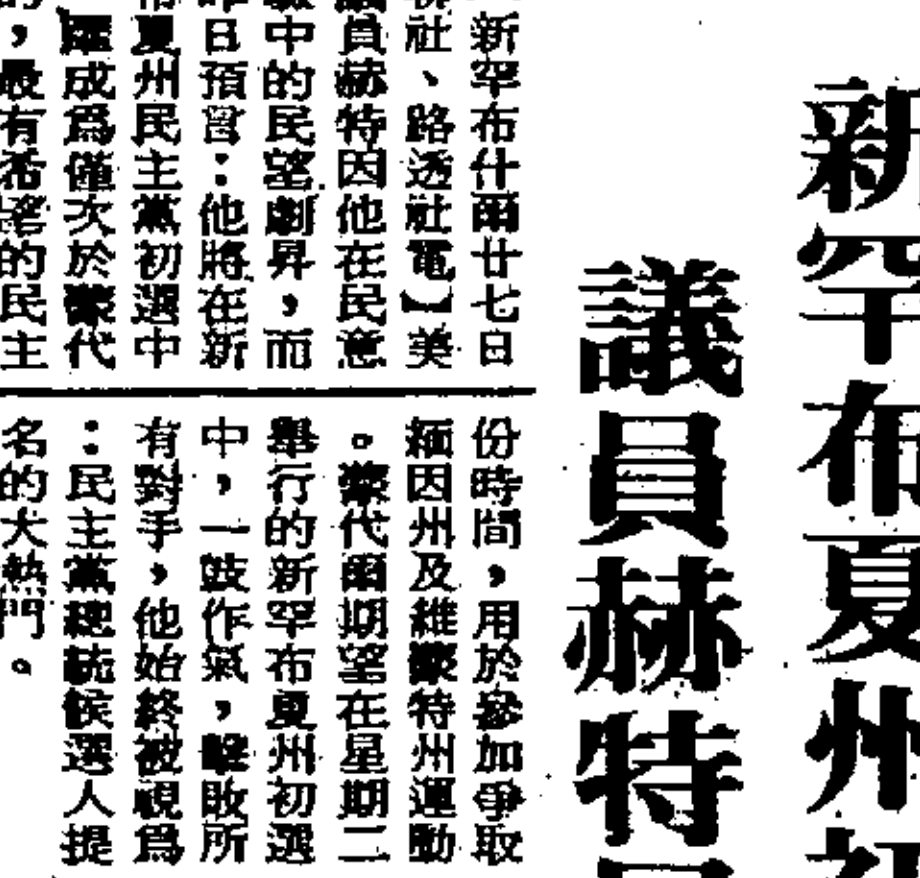 新罕布夏州初
議員赫特
新罕布什爾廿七日
社、路透社電】美
議員赫特因他在民意
中的民望劇昇,而
昨日預言:他將在新
夏州民主黨初選中
躍成爲僅次於蒙代
的,最有希望的民主
份時間,用於參加爭取
緬因州及維蒙特州運動
。蒙代爾期望在星期二
舉行的新罕布夏州初選
中,一鼓作氣,擊敗所
有對手,他始終被視爲
:民主黨總統候選人提
名的大熱門。